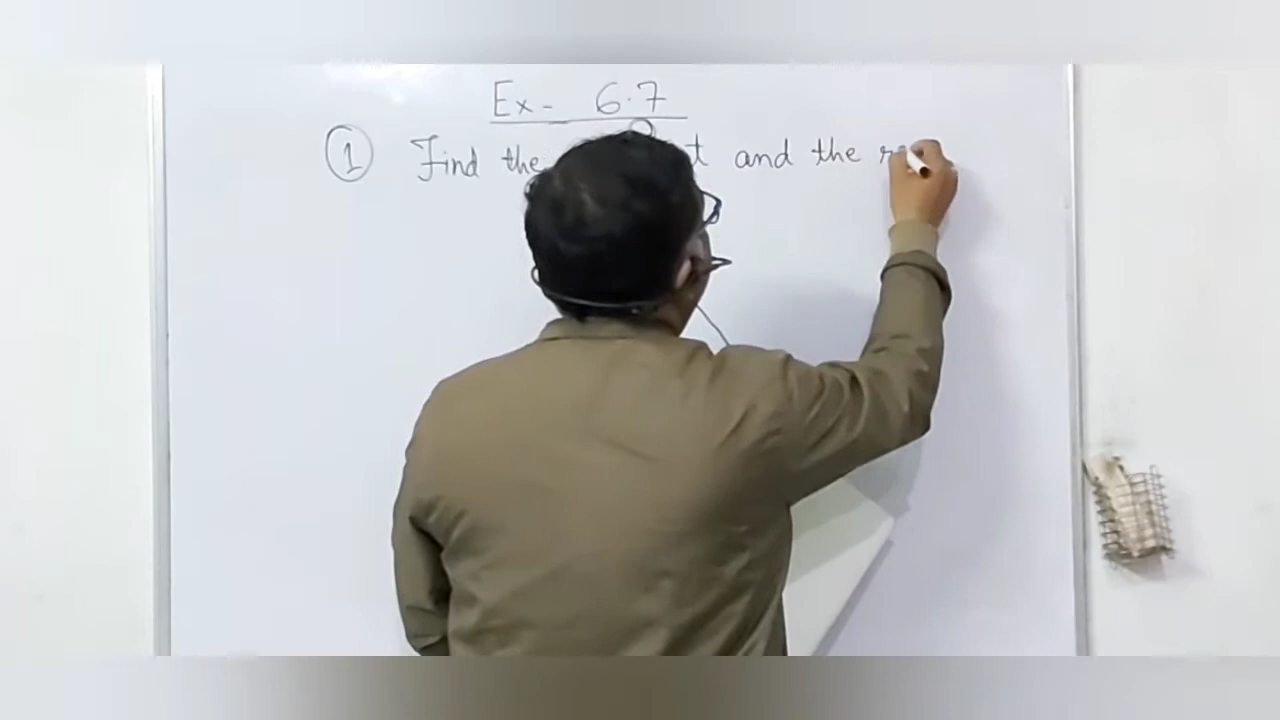 Ex- 6.7
① Find the t and the